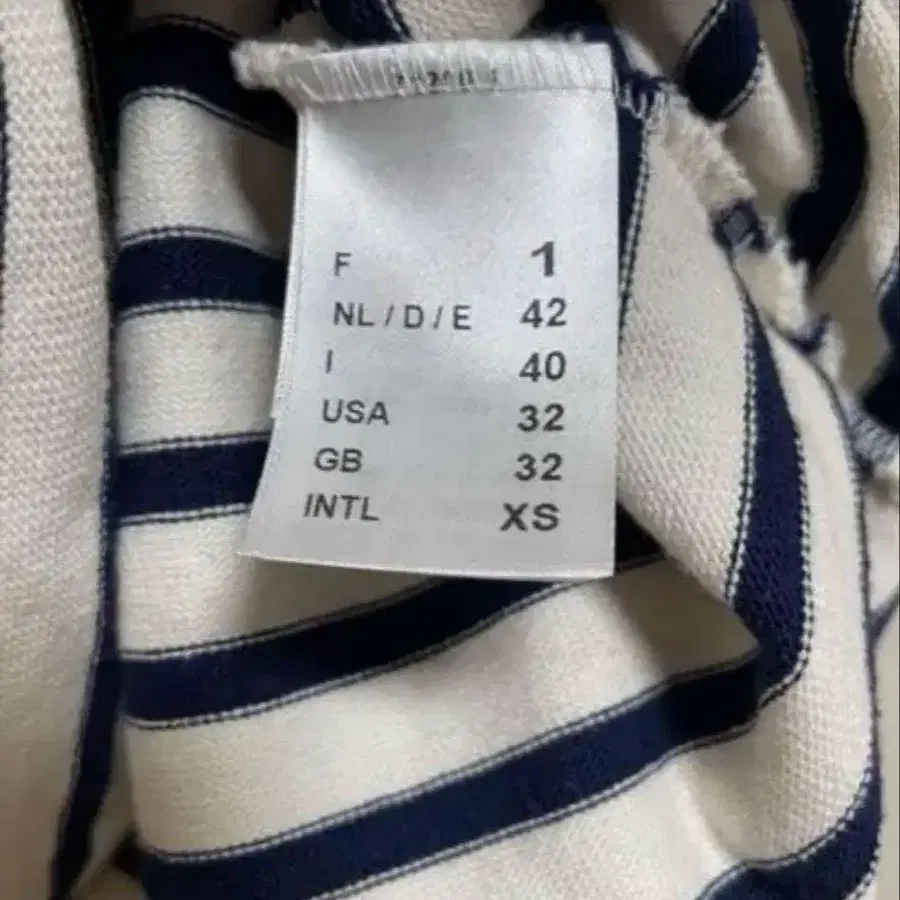 F 1
NL / D / E 42
I 40
USA 32
GB 32
INTL XS